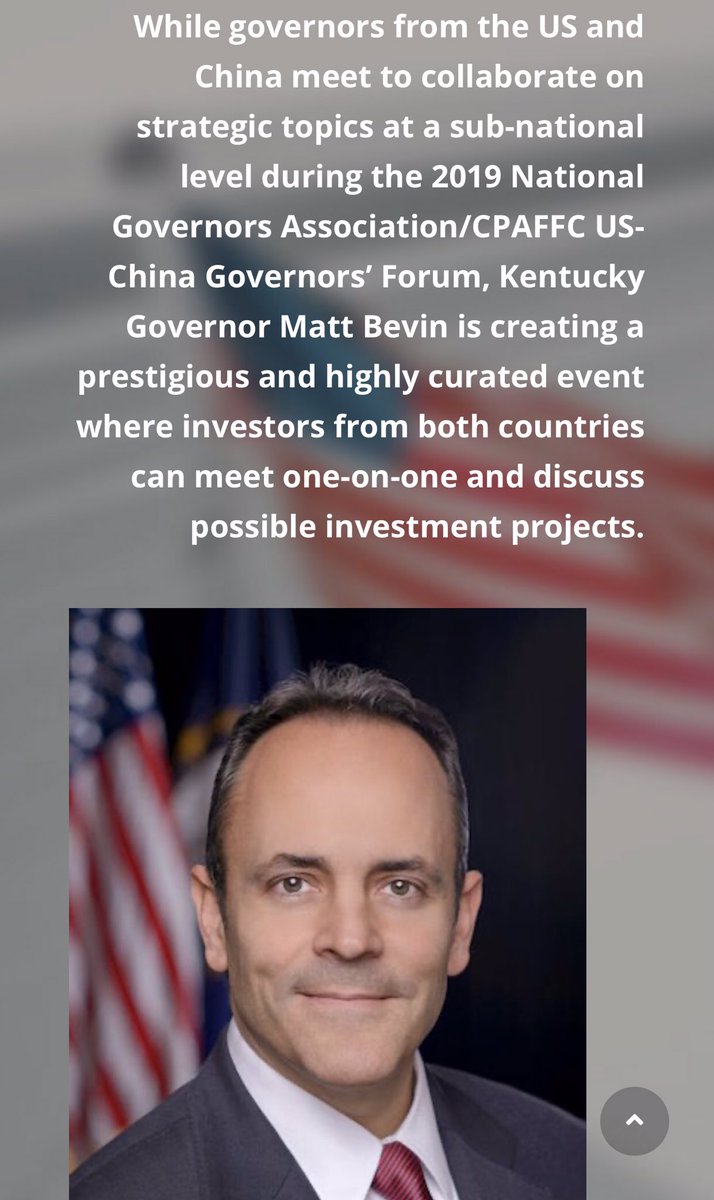 While governors from the US and
China meet to collaborate on
strategic topics at a sub-national
level during the 2019 National
Governors Association/CPAFFC US-
China Governors’ Forum, Kentucky
Governor Matt Bevin is creating a
prestigious and highly curated event
where investors from both countries
can meet one-on-one and discuss
possible investment projects.